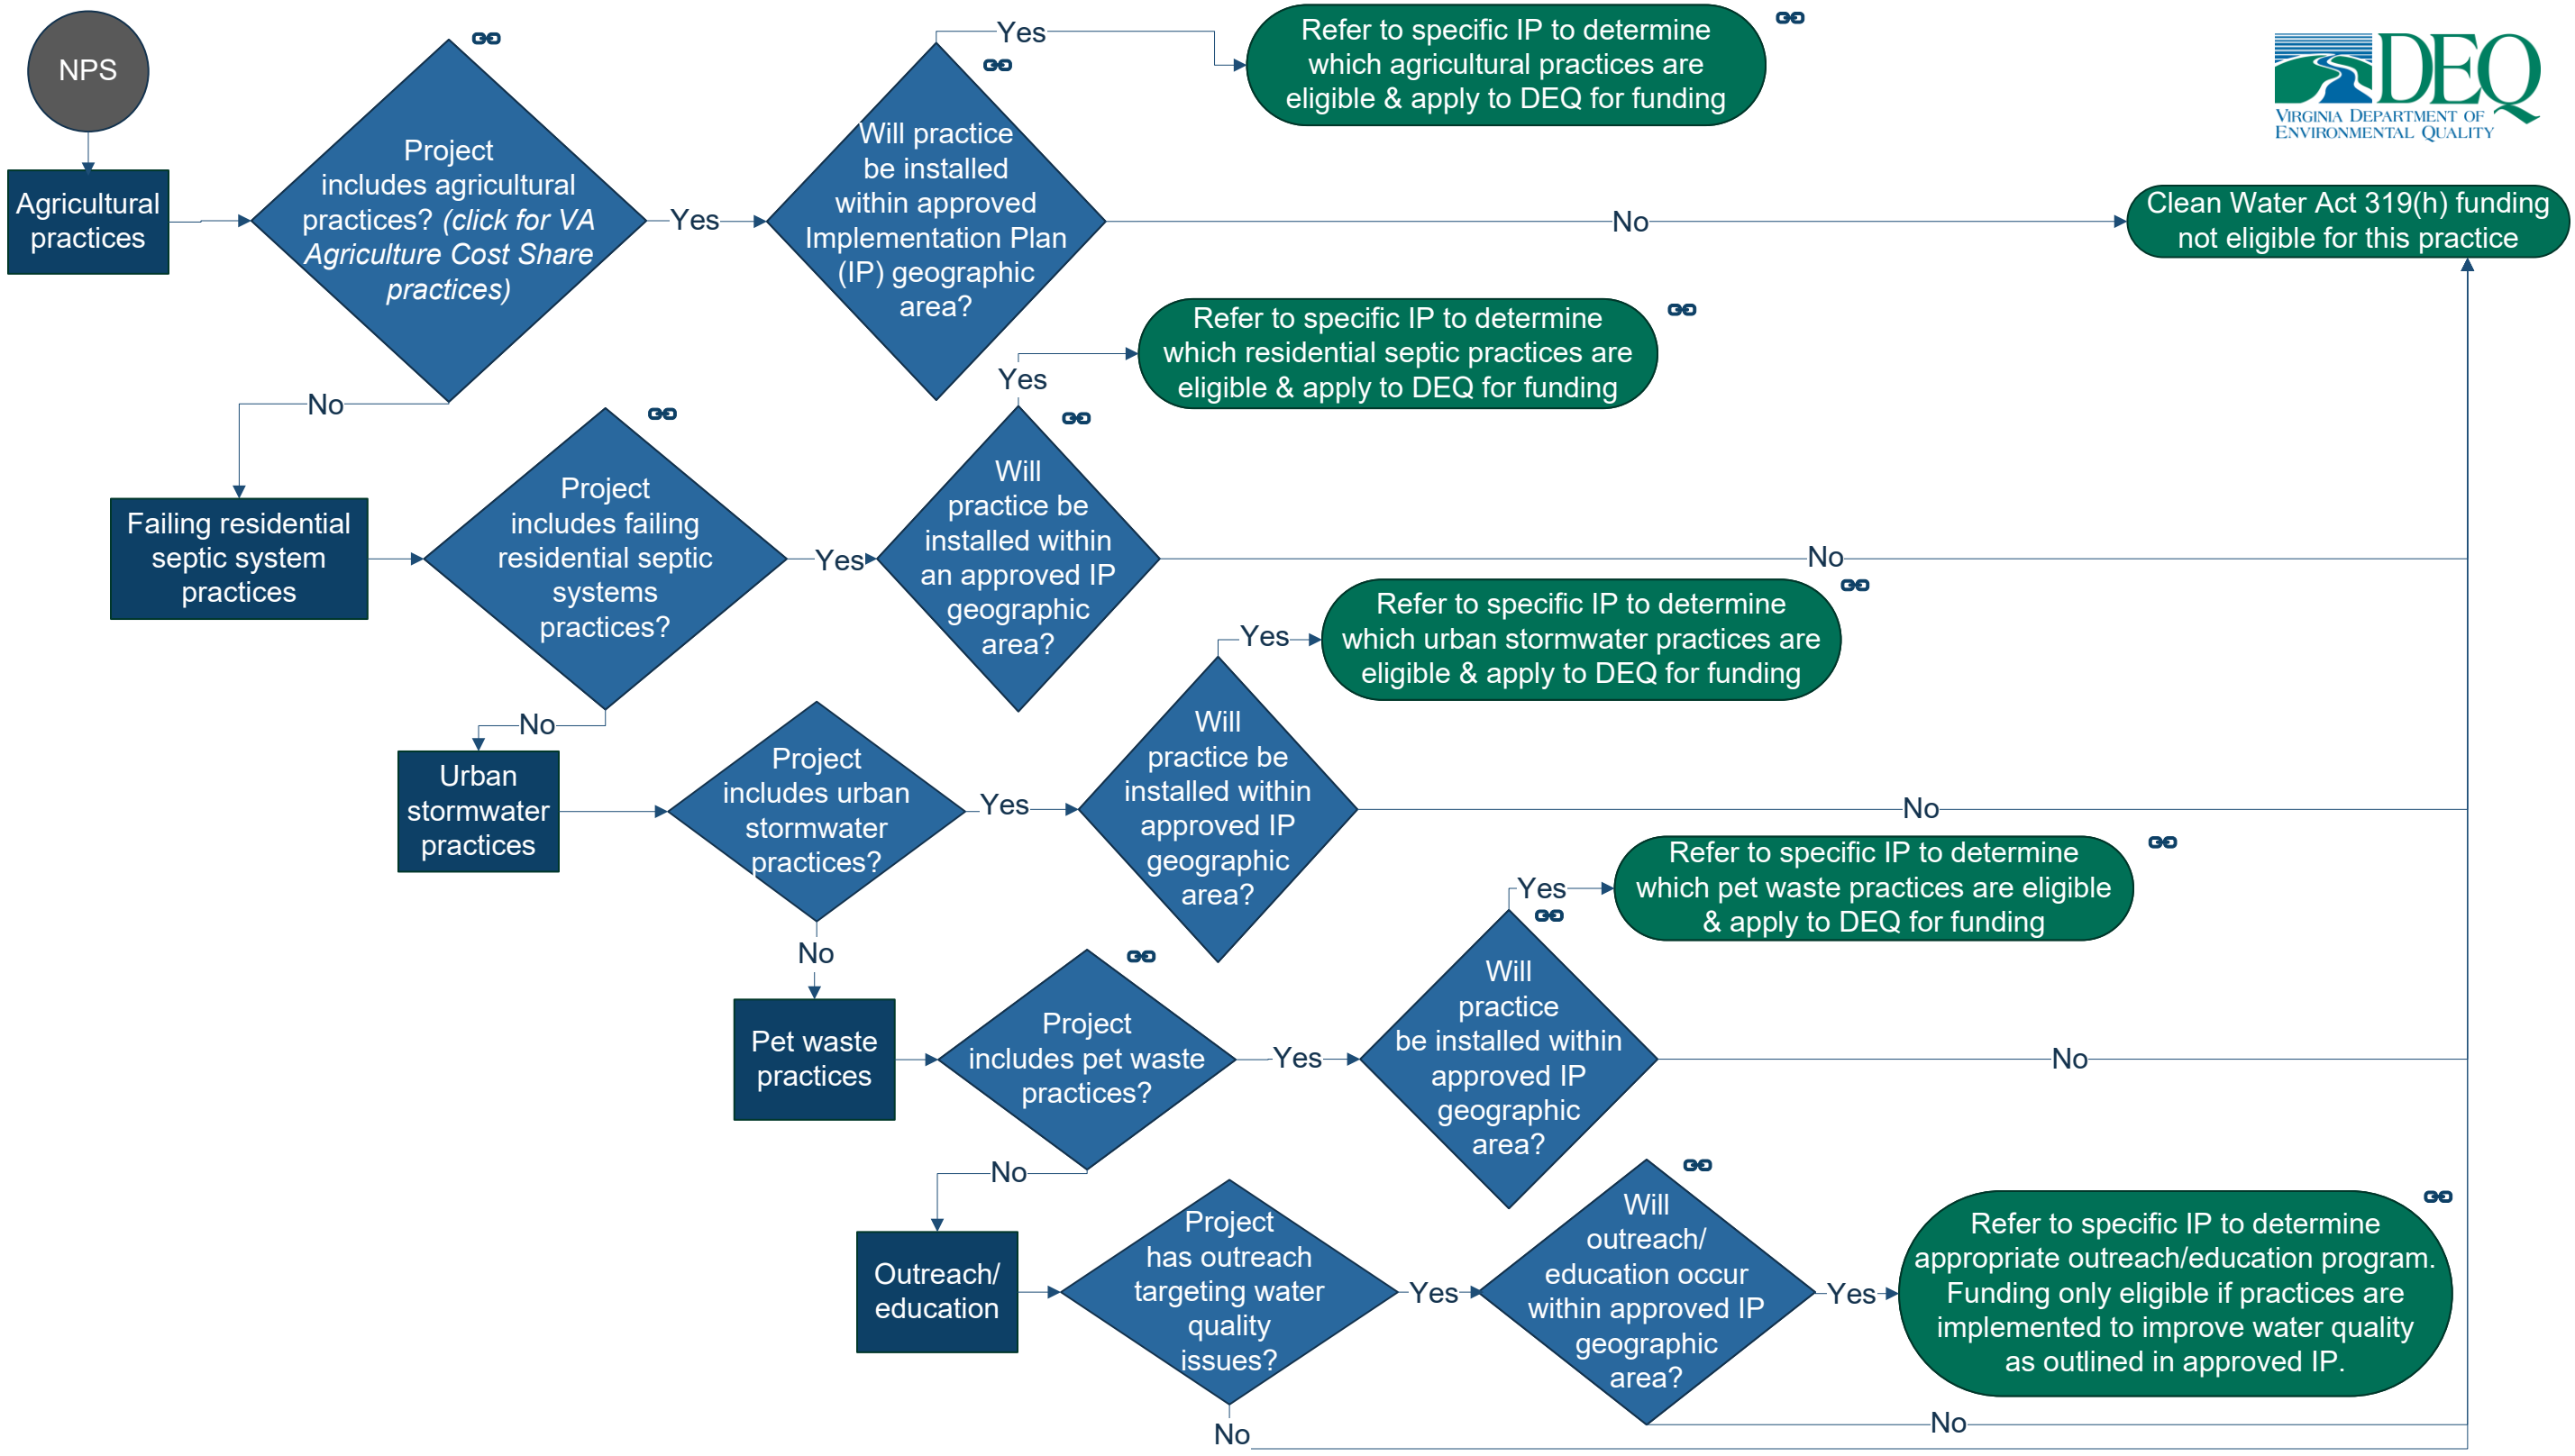 NPS
Agricultural
practices
Project
includes agricultural
practices? (click for VA
Agriculture Cost Share
practices)
Yes
No
Will practice
be installed
within approved
Implementation Plan
(IP) geographic
area?
Yes
Refer to specific IP to determine
which agricultural practices are
eligible & apply to DEQ for funding
No
DEQ
VIRGINIA DEPARTMENT OF
ENVIRONMENTAL QUALITY
Clean Water Act 319(h) funding
not eligible for this practice
Failing residential
septic system
practices
Project
includes failing
residential septic
systems
practices?
Yes
No
Will
practice be
installed within
an approved IP
geographic
area?
Yes
Refer to specific IP to determine
which residential septic practices are
eligible & apply to DEQ for funding
No
Urban
stormwater
practices
Project
includes urban
stormwater
practices?
Yes
No
Will
practice be
installed within
approved IP
geographic
area?
Yes
Refer to specific IP to determine
which urban stormwater practices are
eligible & apply to DEQ for funding
No
Pet waste
practices
Project
includes pet waste
practices?
Yes
No
Will
practice
be installed within
approved IP
geographic
area?
Yes
Refer to specific IP to determine
which pet waste practices are eligible
& apply to DEQ for funding
No
Outreach/
education
Project
has outreach
targeting water
quality
issues?
Yes
No
Will
outreach/
education occur
within approved IP
geographic
area?
Yes
Refer to specific IP to determine
appropriate outreach/education program.
Funding only eligible if practices are
implemented to improve water quality
as outlined in approved IP.
No